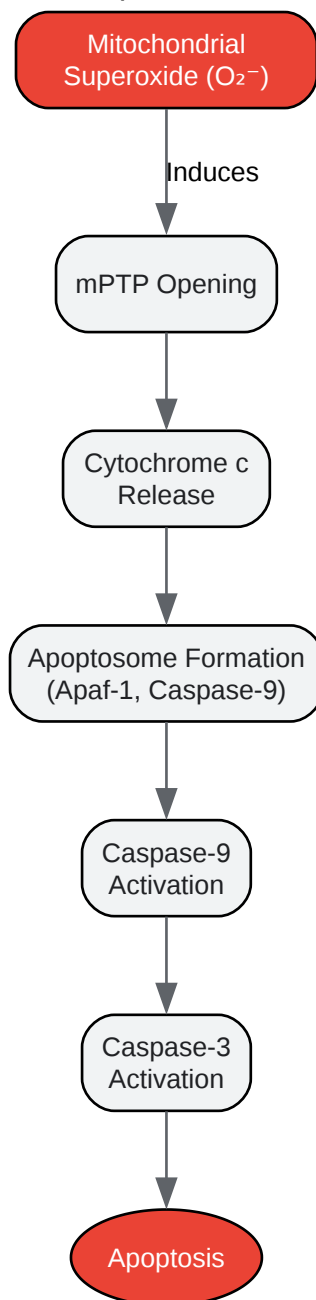 Mitochondrial
Superoxide (O₂⁻)
Induces
mPTP Opening
Cytochrome c
Release
Apoptosome Formation
(Apaf-1, Caspase-9)
Caspase-9
Activation
Caspase-3
Activation
Apoptosis